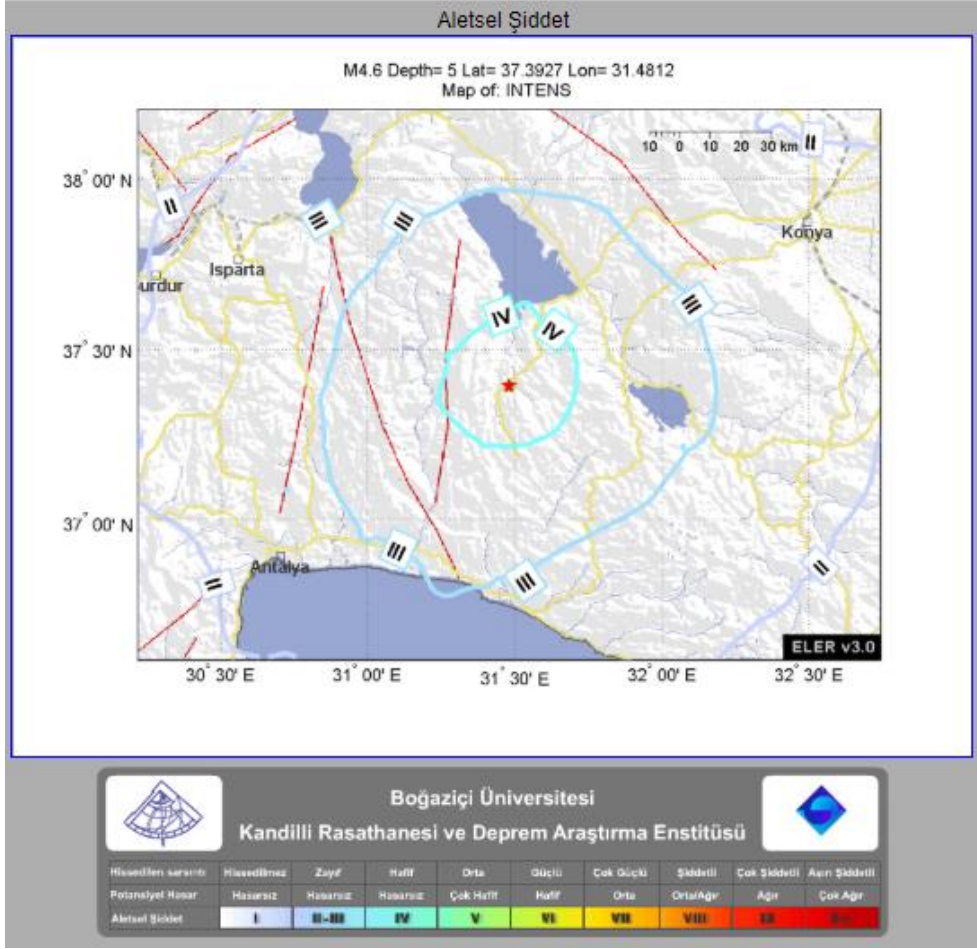 Aletsel Şiddet
M4.6 Depth= 5 Lat= 37.3927 Lon= 31.4812
Map of: INTENS
10 0 10 20 30 km
II
38° 00' N
II
III
III
Konya
Isparta
urdur
III
IV
IV
37° 30' N
37° 00' N
III
Antalya
II
III
II
ELER v3.0
30° 30' E
31° 00' E
31° 30' E
32° 00' E
32° 30' E
Boğaziçi Üniversitesi
Kandilli Rasathanesi ve Deprem Araştırma Enstitüsü
Hissedilen sarsıntı Hissedilmez Zayıf Hafif Orta Güçlü Çok Güçlü Şiddetli Çok Şiddetli Aşırı Şiddetli
Potansiyel Hasar Hasarsız Hasarsız Hasarsız Çok Hafif Hafif Orta Orta/Ağır Ağır Çok Ağır
Aletsel Şiddet I II-III IV V VI VII VIII IX